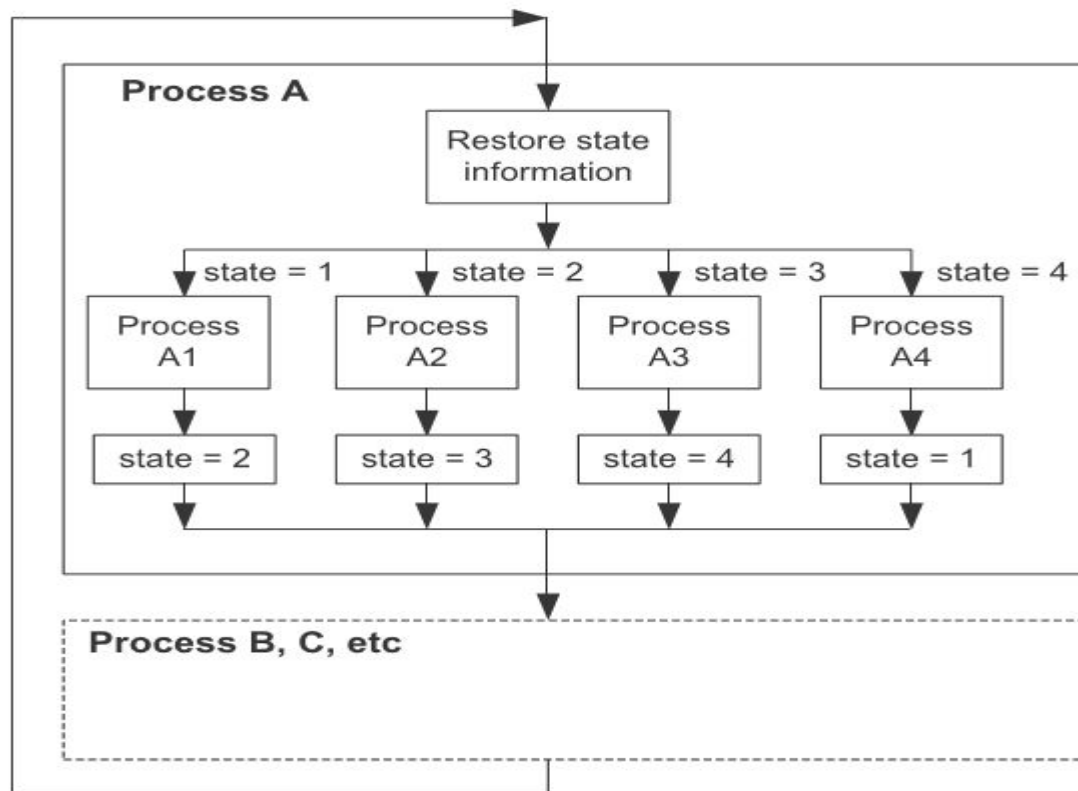 Process A
Restore state
information
state = 1
state = 2
state = 3
state = 4
Process
A1
Process
A2
Process
A3
Process
A4
state = 2
state = 3
state = 4
state = 1
Process B, C, etc